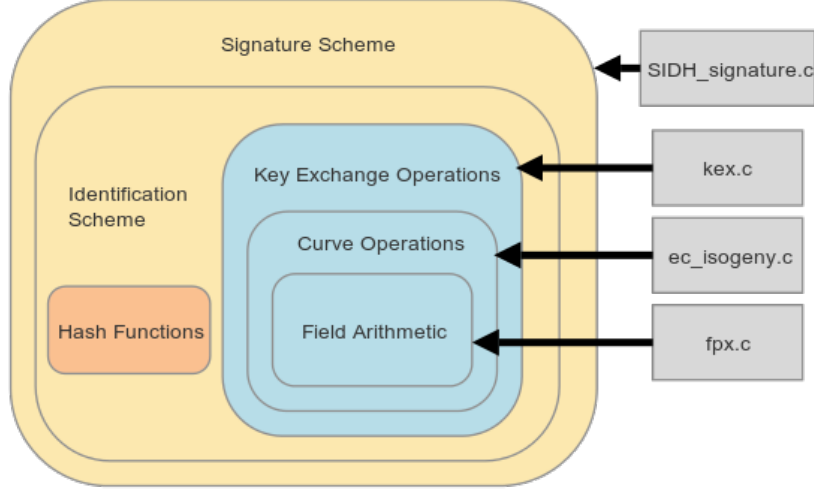 Signature Scheme
SIDH_signature.c
Key Exchange Operations
kex.c
Identification
Scheme
Curve Operations
ec_isogeny.c
Hash Functions
Field Arithmetic
fpx.c